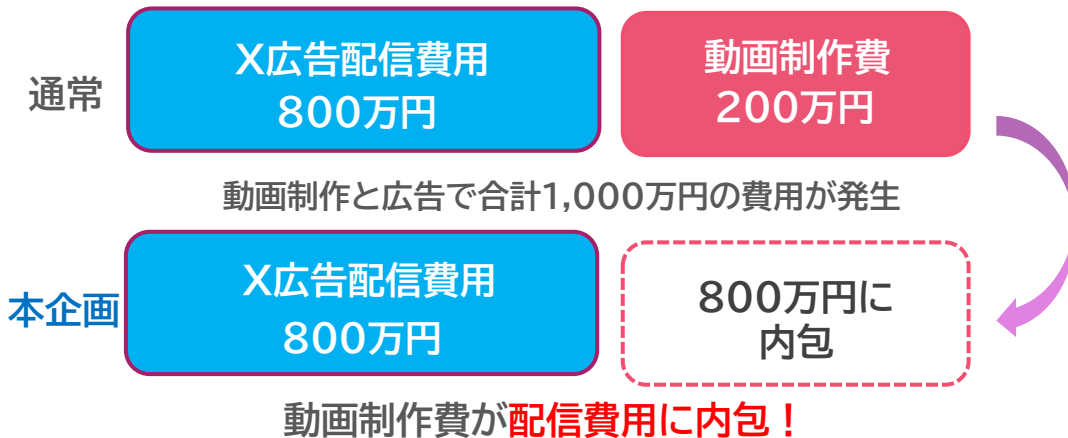 通常
X広告配信費用
800万円
動画制作費
200万円
動画制作と広告で合計1,000万円の費用が発生
本企画
X広告配信費用
800万円
800万円に
内包
動画制作費が配信費用に内包！